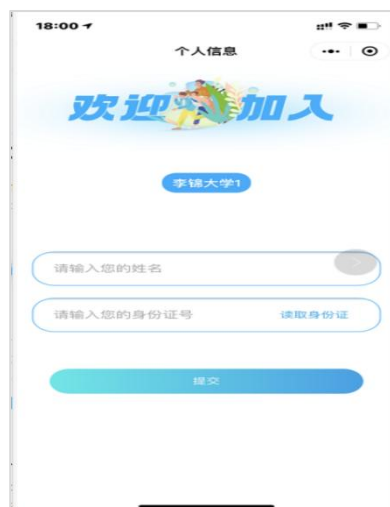 18:00
个人信息
欢迎加入
李锦大学1
请输入您的姓名
请输入您的身份证号 读取身份证
提交